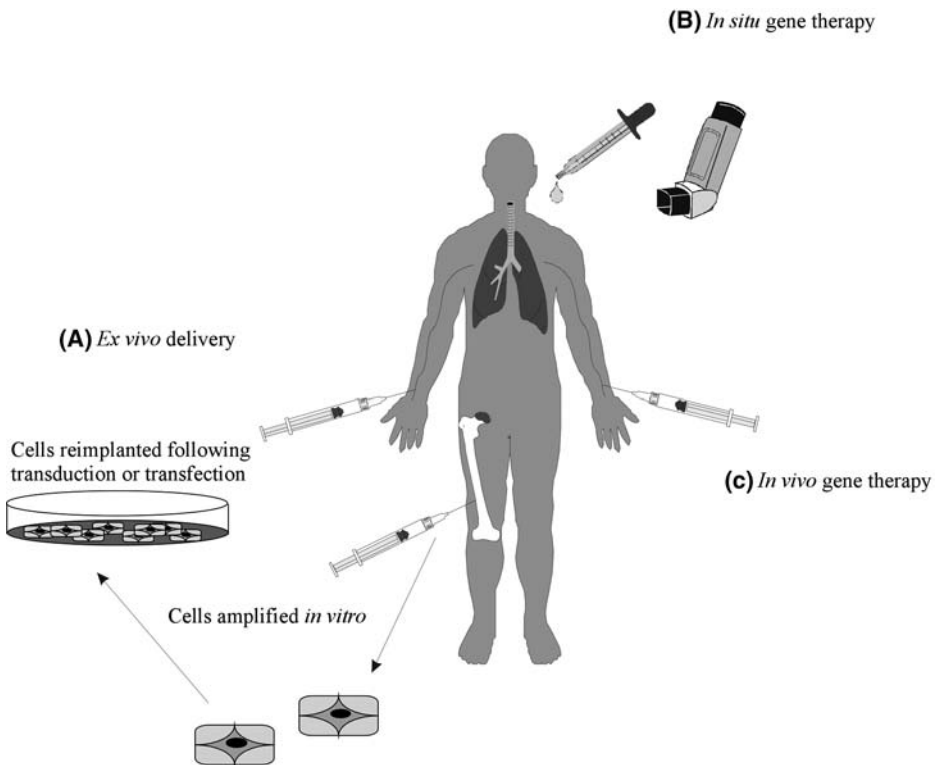 (B) In situ gene therapy
(A) Ex vivo delivery
Cells reimplanted following
transduction or transfection
(c) In vivo gene therapy
Cells amplified in vitro